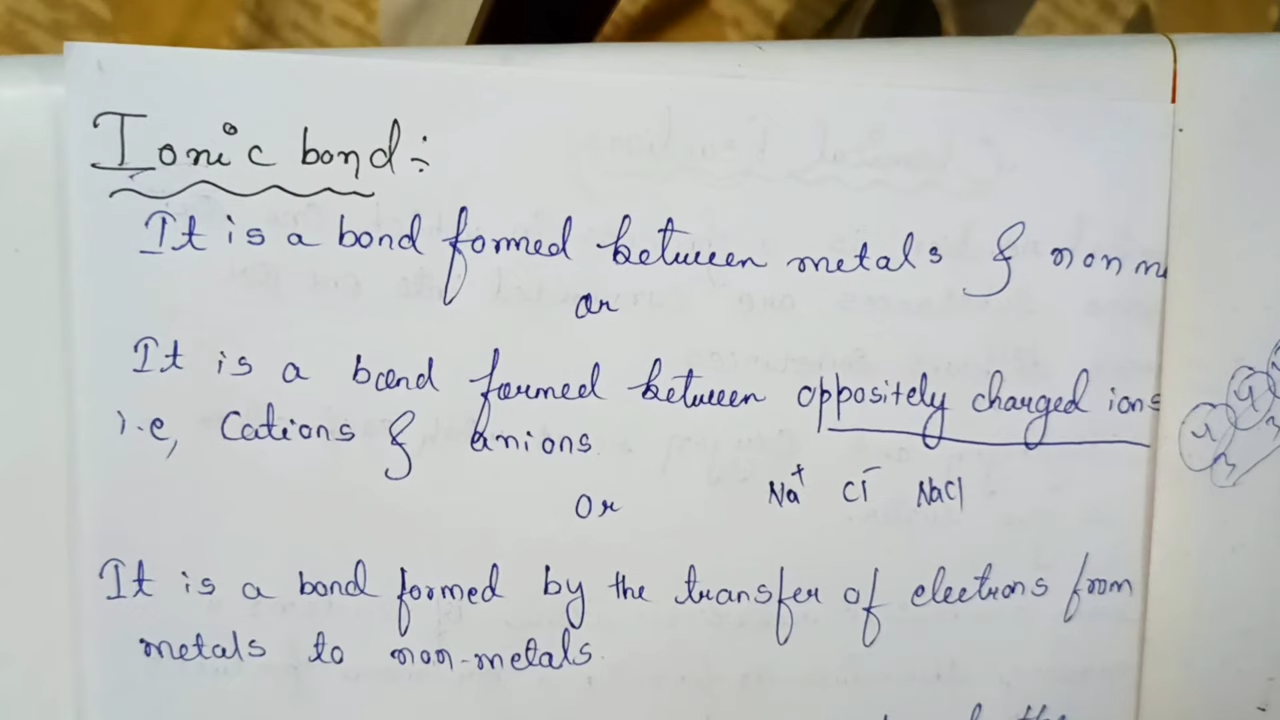 Ionic bond ÷
It is a bond formed between metals & non m
or
It is a bond formed between oppositely charged ions
i.e, Cations & anions.
Na⁺ Cl⁻ NaCl
Or
It is a bond formed by the transfer of electrons from
metals to non-metals.